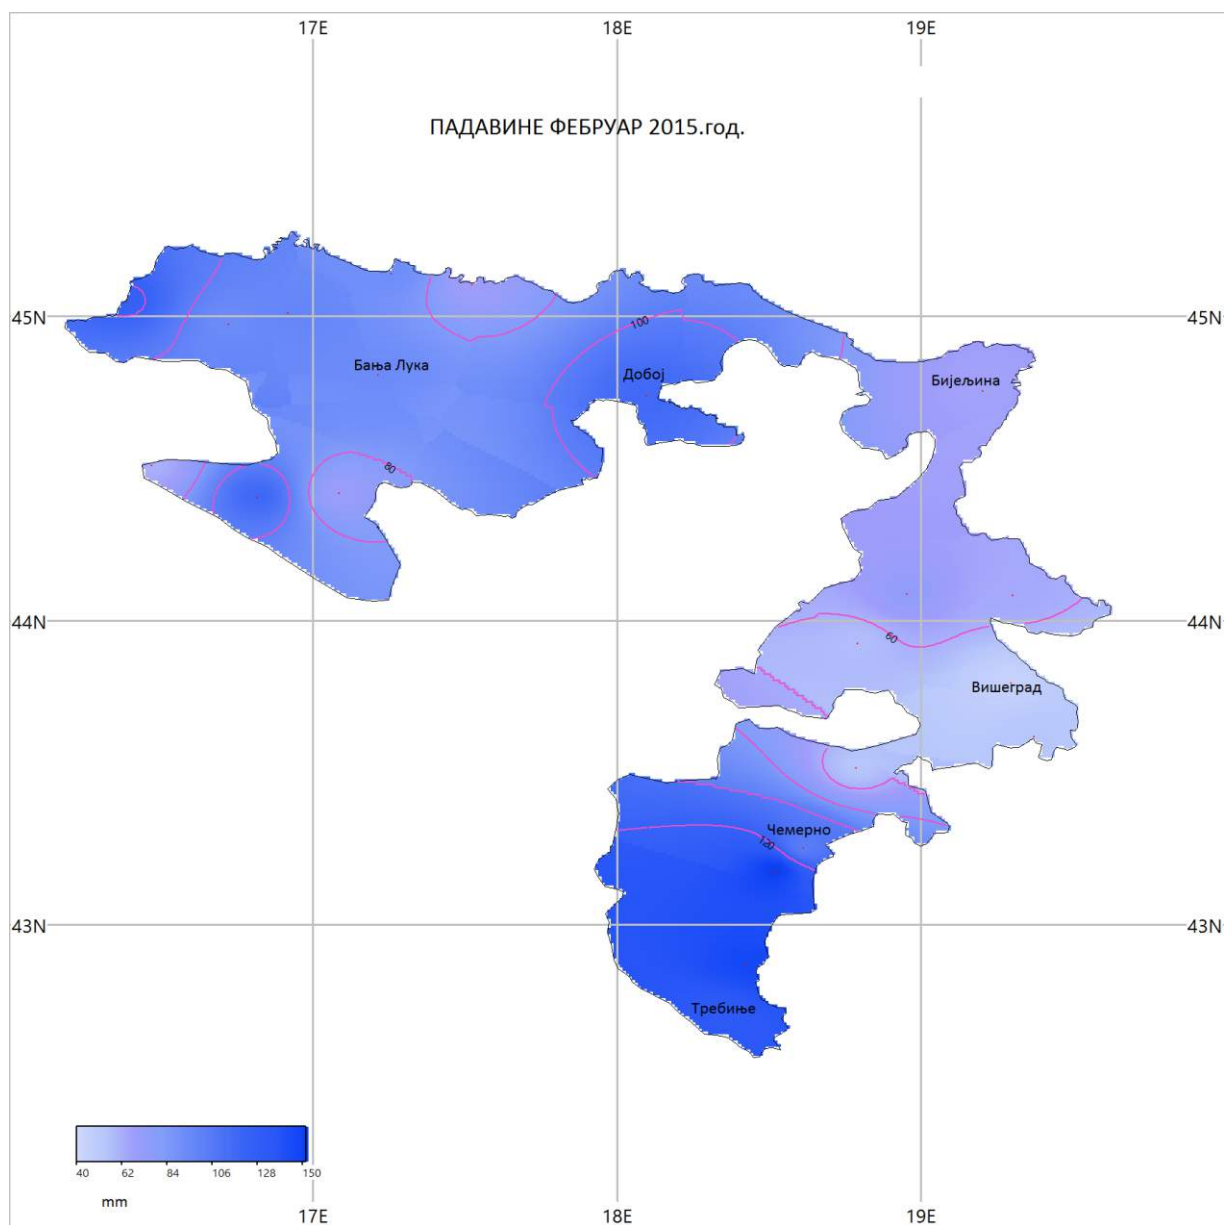 17E 18E 19E
ПАДАВИНЕ ФЕБРУАР 2015.год.
45N 100 45N
Бања Лука Добој Бијељина
80
44N 60 44N
Вишеград
Чемерно
120
43N 43N
Требиње
40 62 84 106 128 150
mm
17E 18E 19E